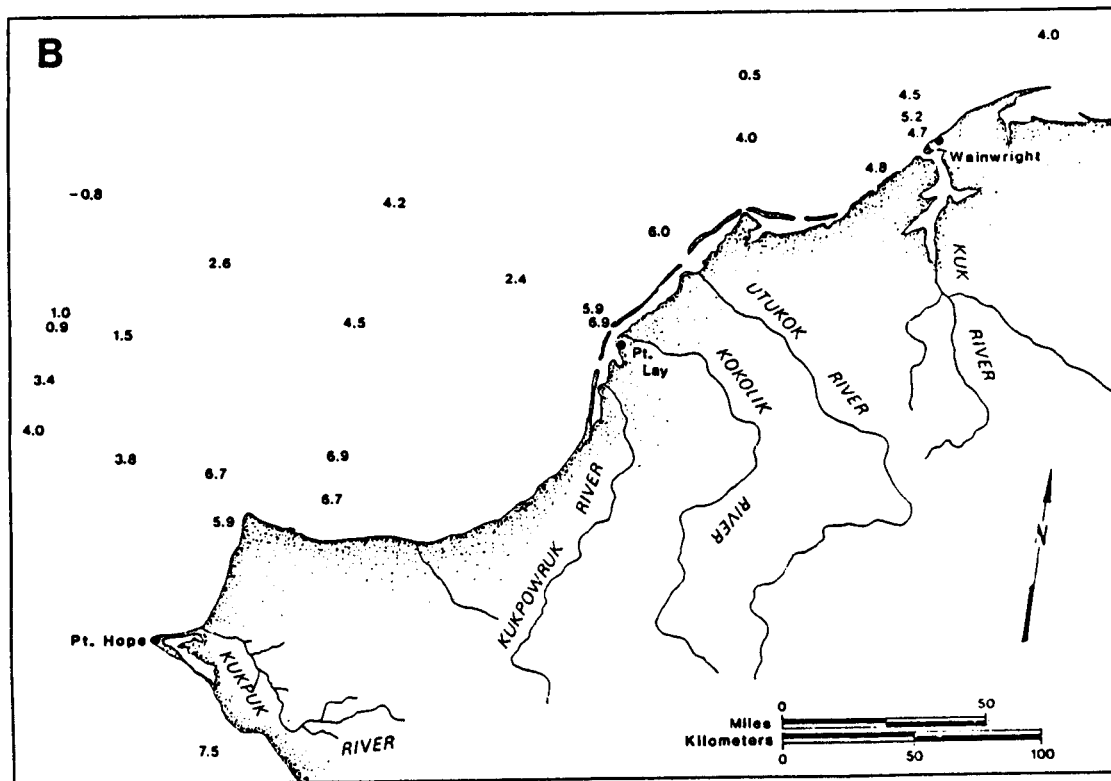 B
4.0
0.5
4.5
5.2
4.0
4.7
Wainwright
4.8
-0.8
4.2
6.0
2.6
KUK
RIVER
2.4
UTUKOK
RIVER
1.0
0.9
1.5
4.5
5.9
6.9
Pt.
Lay
KOKOLIK
RIVER
3.4
4.0
3.8
6.7
6.9
6.7
5.9
KUKPOWRUK
RIVER
N
Pt. Hope
KUKPUK
RIVER
7.5
0 50
Miles
Kilometers
0 50 100